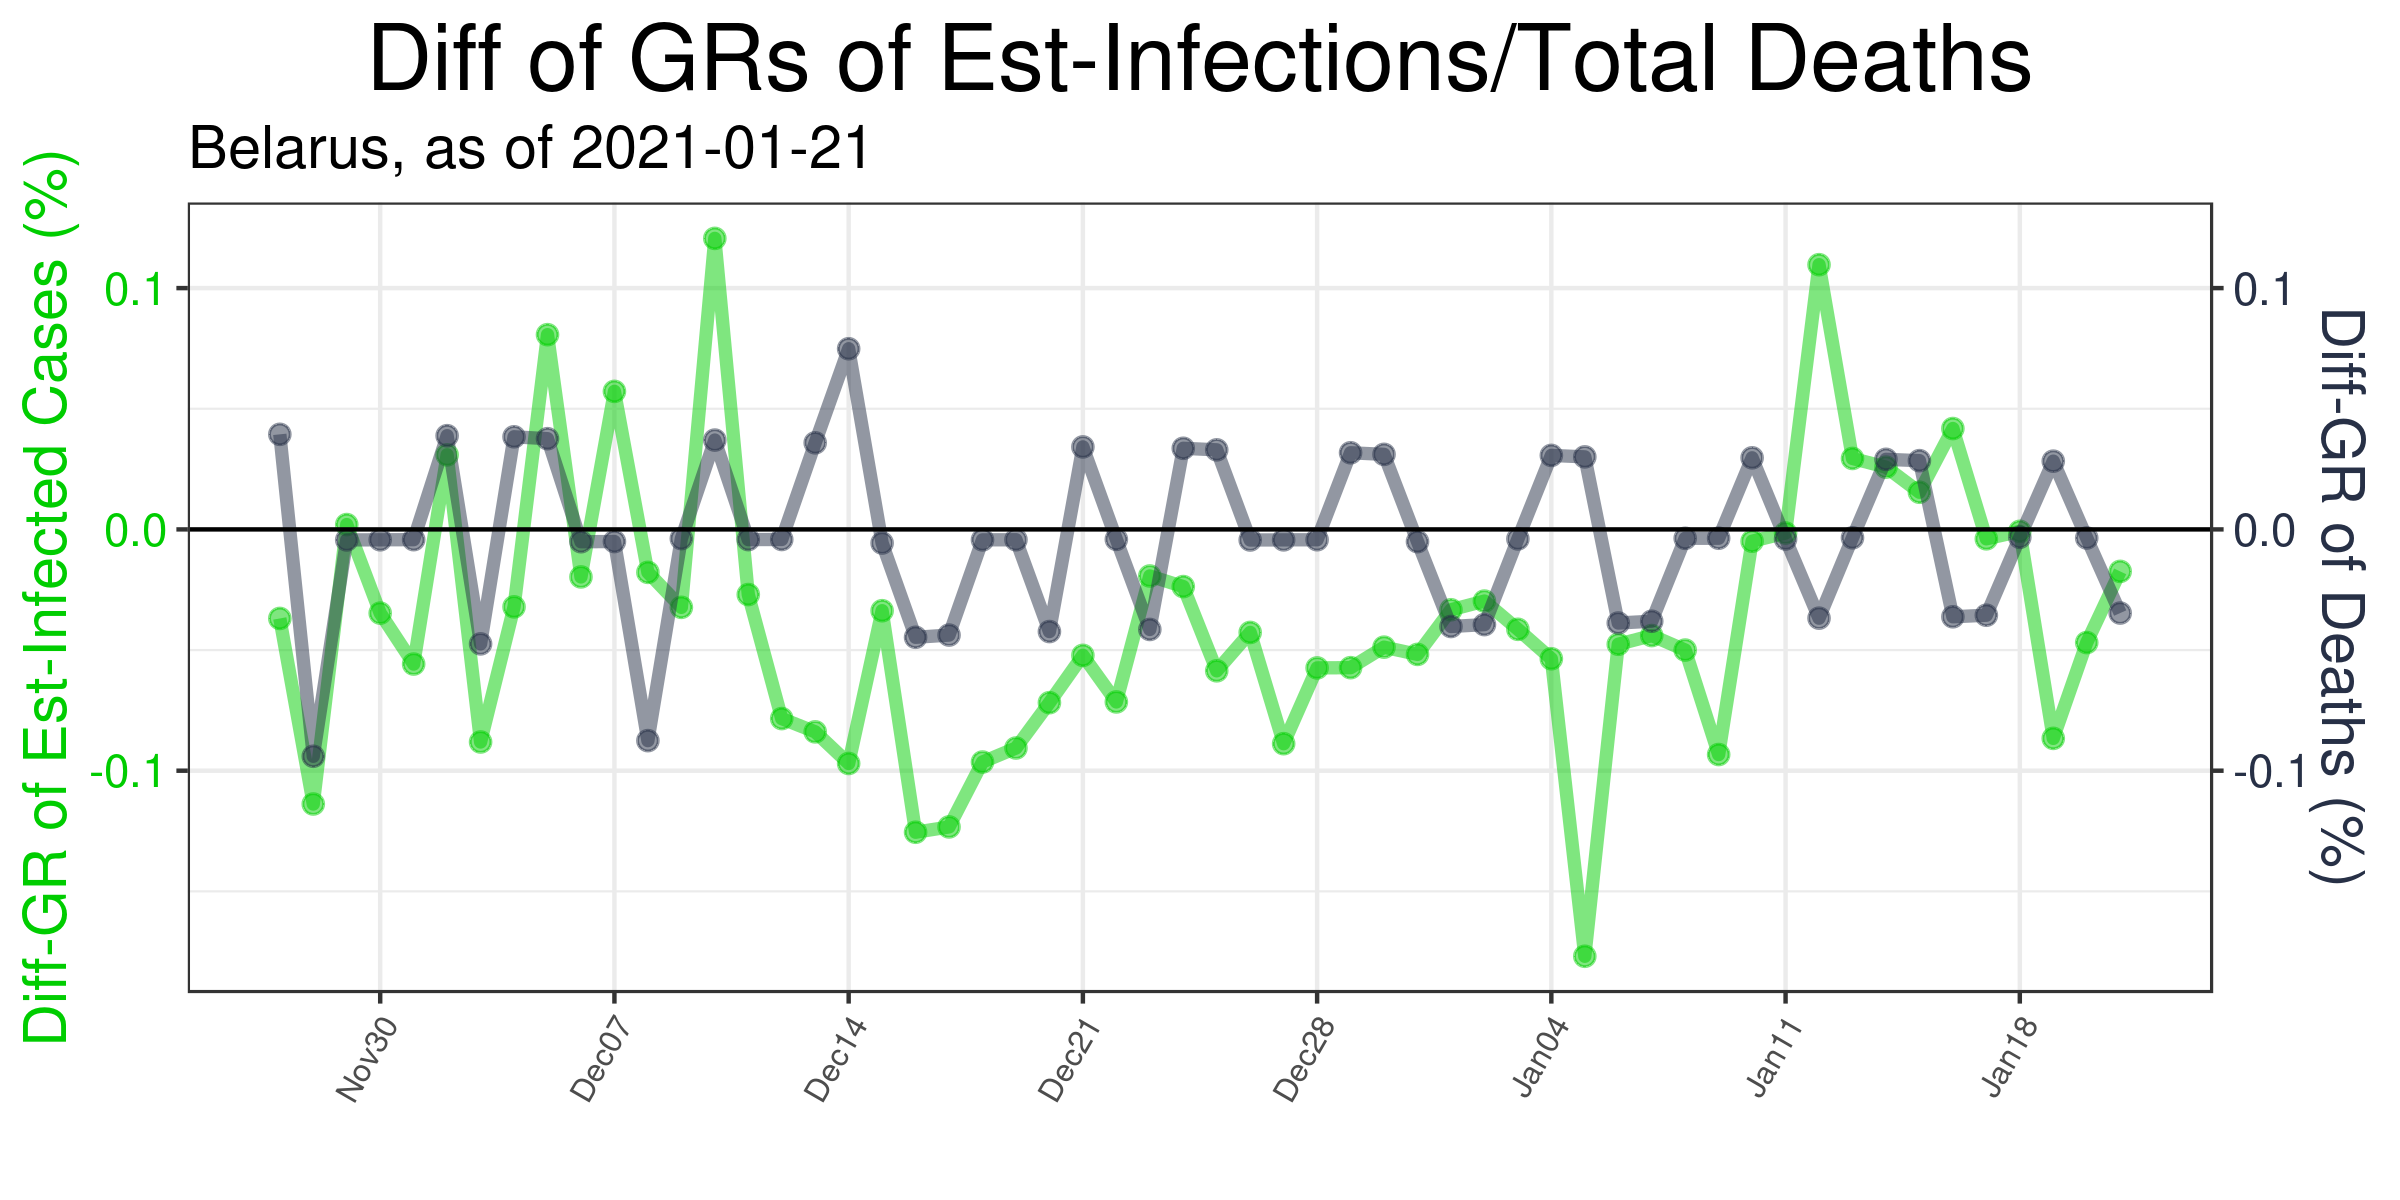 Diff of GRs of Est-Infections/Total Deaths
Belarus, as of 2021-01-21
Diff-GR of Est-Infected Cases (%)
0.1
0.0
-0.1
0.1
0.0
-0.1
Diff-GR of Deaths (%)
Nov30
Dec07
Dec14
Dec21
Dec28
Jan04
Jan11
Jan18